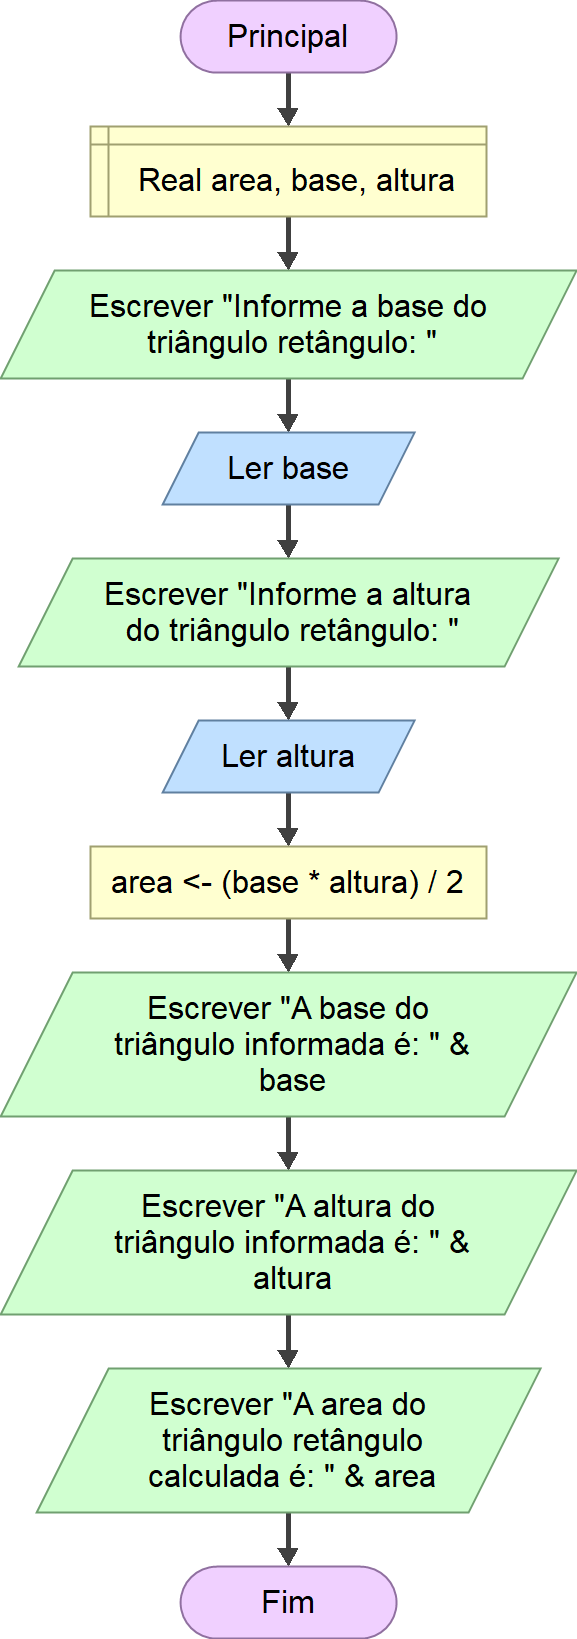 Principal
Real area, base, altura
Escrever "Informe a base do
triângulo retângulo: "
Ler base
Escrever "Informe a altura
do triângulo retângulo: "
Ler altura
area <- (base * altura) / 2
Escrever "A base do
triângulo informada é: " &
base
Escrever "A altura do
triângulo informada é: " &
altura
Escrever "A area do
triângulo retângulo
calculada é: " & area
Fim